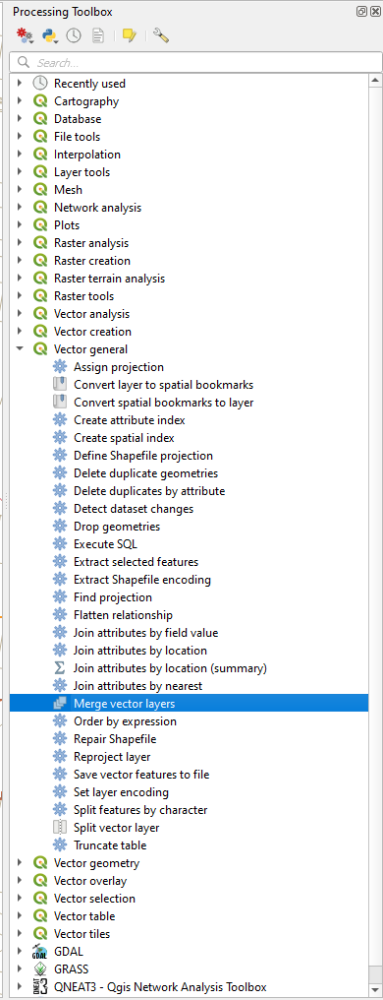 Processing Toolbox
Search...
Recently used
Cartography
Database
File tools
Interpolation
Layer tools
Mesh
Network analysis
Plots
Raster analysis
Raster creation
Raster terrain analysis
Raster tools
Vector analysis
Vector creation
Vector general
Assign projection
Convert layer to spatial bookmarks
Convert spatial bookmarks to layer
Create attribute index
Create spatial index
Define Shapefile projection
Delete duplicate geometries
Delete duplicates by attribute
Detect dataset changes
Drop geometries
Execute SQL
Extract selected features
Extract Shapefile encoding
Find projection
Flatten relationship
Join attributes by field value
Join attributes by location
Join attributes by location (summary)
Join attributes by nearest
Merge vector layers
Order by expression
Repair Shapefile
Reproject layer
Save vector features to file
Set layer encoding
Split features by character
Split vector layer
Truncate table
Vector geometry
Vector overlay
Vector selection
Vector table
Vector tiles
GDAL GDAL
GRASS
QNEAT3 QNEAT3 - Qgis Network Analysis Toolbox